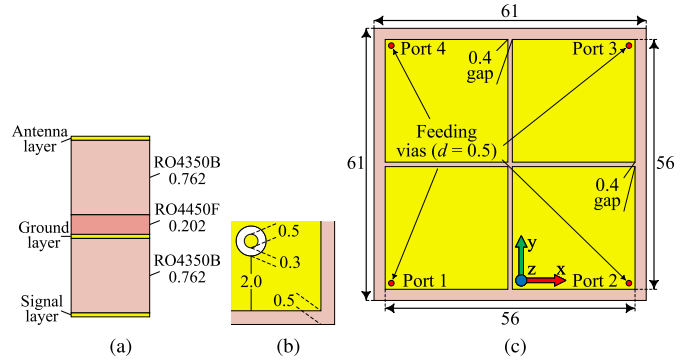 Antenna
layer
RO4350B
0.762
RO4450F
0.202
Ground
layer
RO4350B
0.762
Signal
layer
(a)
0.5
0.3
2.0
0.5
(b)
61
Port 4
0.4
gap
Port 3
Feeding
vias (d = 0.5)
61
56
0.4
gap
y
z
x
Port 1
Port 2
56
(c)